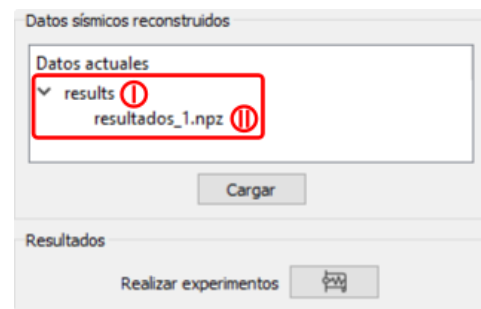 Datos sísmicos reconstruidos
Datos actuales
results I
resultados_1.npz II
Cargar
Resultados
Realizar experimentos